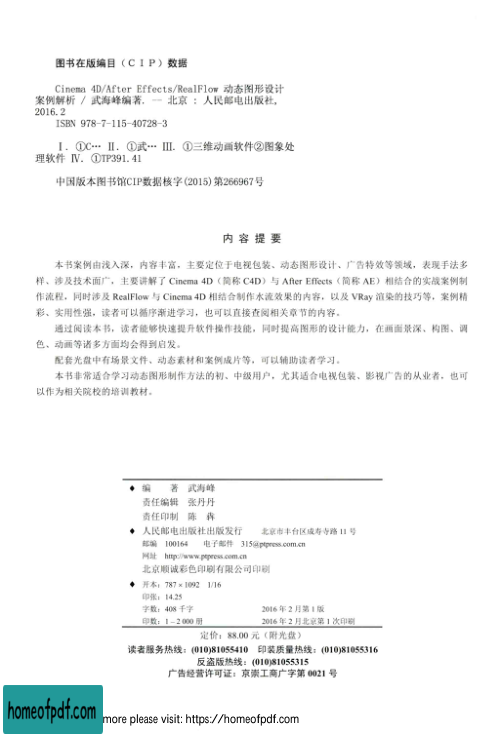 图书在版编目（ＣＩＰ）数据
Cinema 4D/After Effects/RealFlow 动态图形设计
案例解析 / 武海峰编著. -- 北京 : 人民邮电出版社,
2016.2
ISBN 978-7-115-40728-3
Ⅰ. ①C… Ⅱ. ①武… Ⅲ. ①三维动画软件②图象处
理软件 Ⅳ. ①TP391.41
中国版本图书馆CIP数据核字(2015)第266967号
内 容 提 要
本书案例由浅入深，内容丰富，主要定位于电视包装、动态图形设计、广告特效等领域，表现手法多
样、涉及技术面广，主要讲解了 Cinema 4D（简称 C4D）与 After Effects（简称 AE）相结合的实战案例制
作流程，同时涉及 RealFlow 与 Cinema 4D 相结合制作水流效果的内容，以及 VRay 渲染的技巧等，案例精
彩、实用性强，读者可以循序渐进学习，也可以直接查阅相关章节的内容。
通过阅读本书，读者能够快速提升软件操作技能，同时提高图形的设计能力，在画面景深、构图、调
色、动画等诸多方面均会得到启发。
配套光盘中有场景文件、动态素材和案例成片等，可以辅助读者学习。
本书非常适合学习动态图形制作方法的初、中级用户，尤其适合电视包装、影视广告的从业者，也可
以作为相关院校的培训教材。
♦ 编　　著　武海峰
责任编辑　张丹丹
责任印制　陈　犇
♦ 人民邮电出版社出版发行　北京市丰台区成寿寺路 11 号
邮编　100164　电子邮件　315@ptpress.com.cn
网址　http://www.ptpress.com.cn
北京顺诚彩色印刷有限公司印刷
♦ 开本：787×1092　1/16
印张：14.25
字数：408 千字　2016 年 2 月第 1 版
印数：1－2 000 册　2016 年 2 月北京第 1 次印刷
定价：88.00 元（附光盘）
读者服务热线：(010)81055410　印装质量热线：(010)81055316
反盗版热线：(010)81055315
广告经营许可证：京崇工商广字第 0021 号
homeofpdf.com more please visit: https://homeofpdf.com